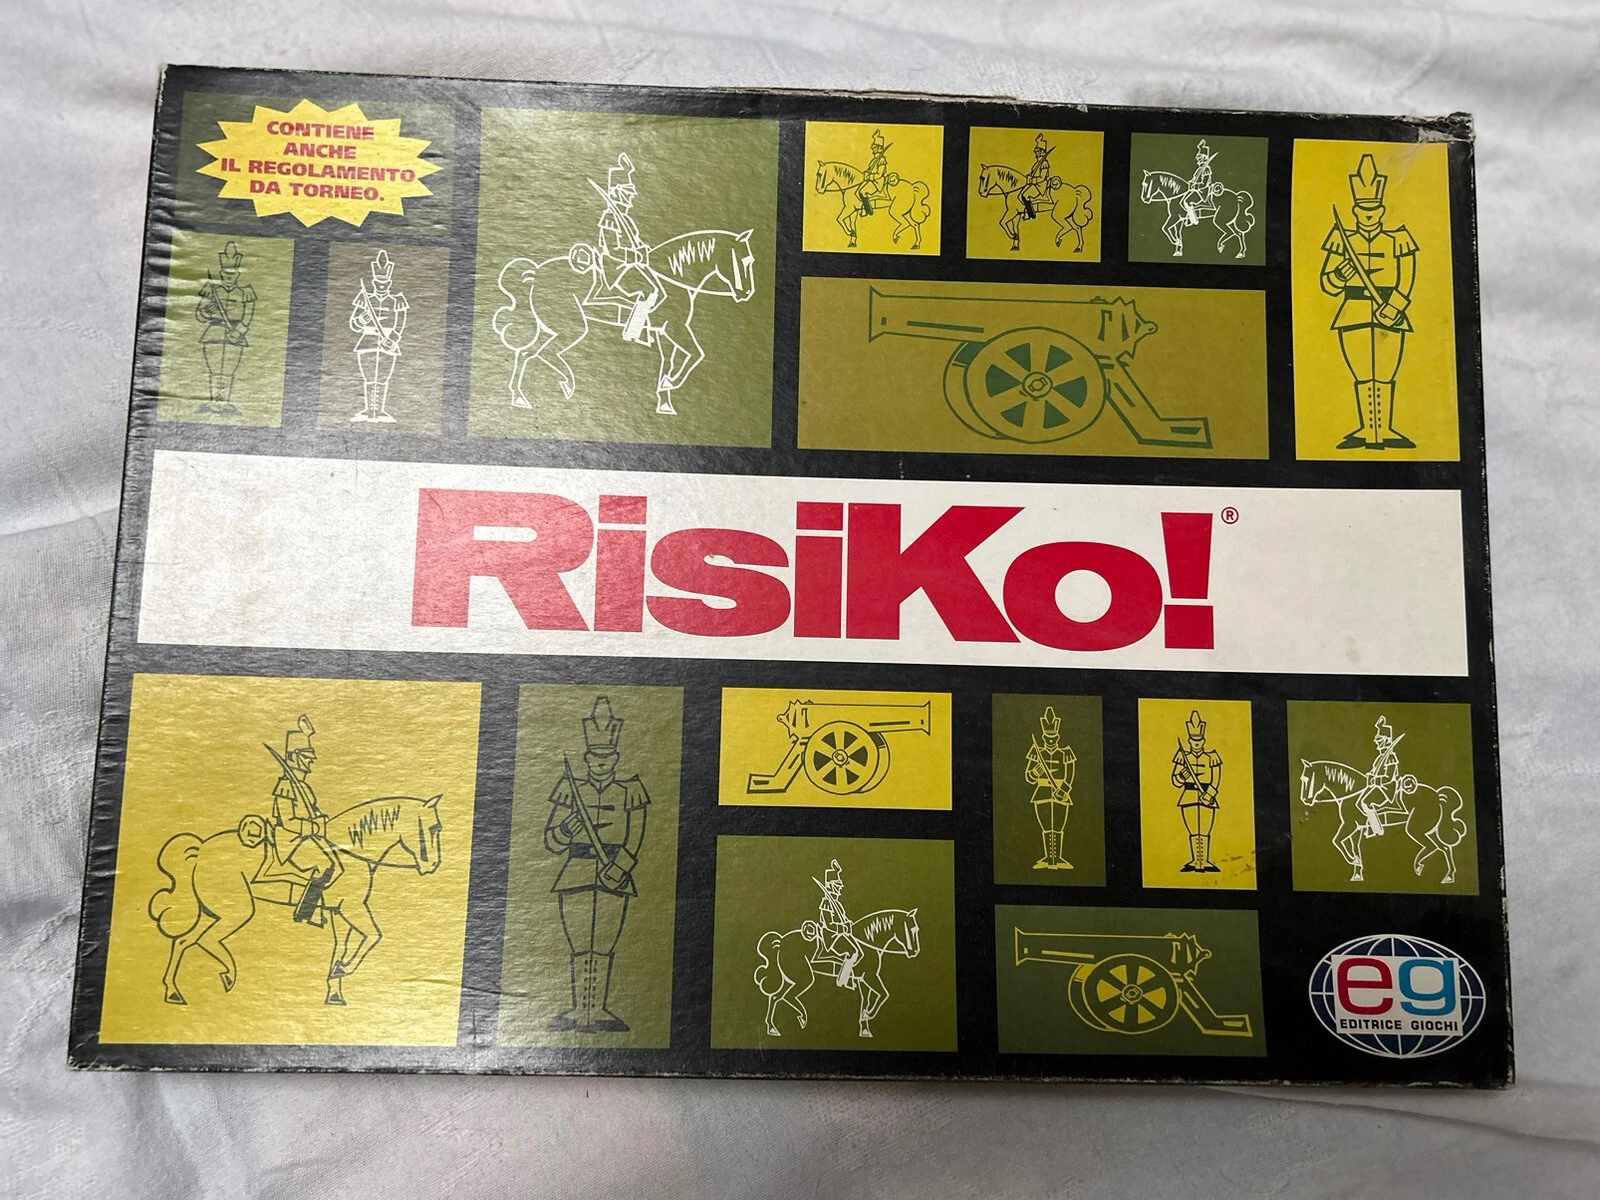 CONTIENE
ANCHE
IL REGOLAMENTO
DA TORNEO.
RisiKo!®
eg
EDITRICE GIOCHI